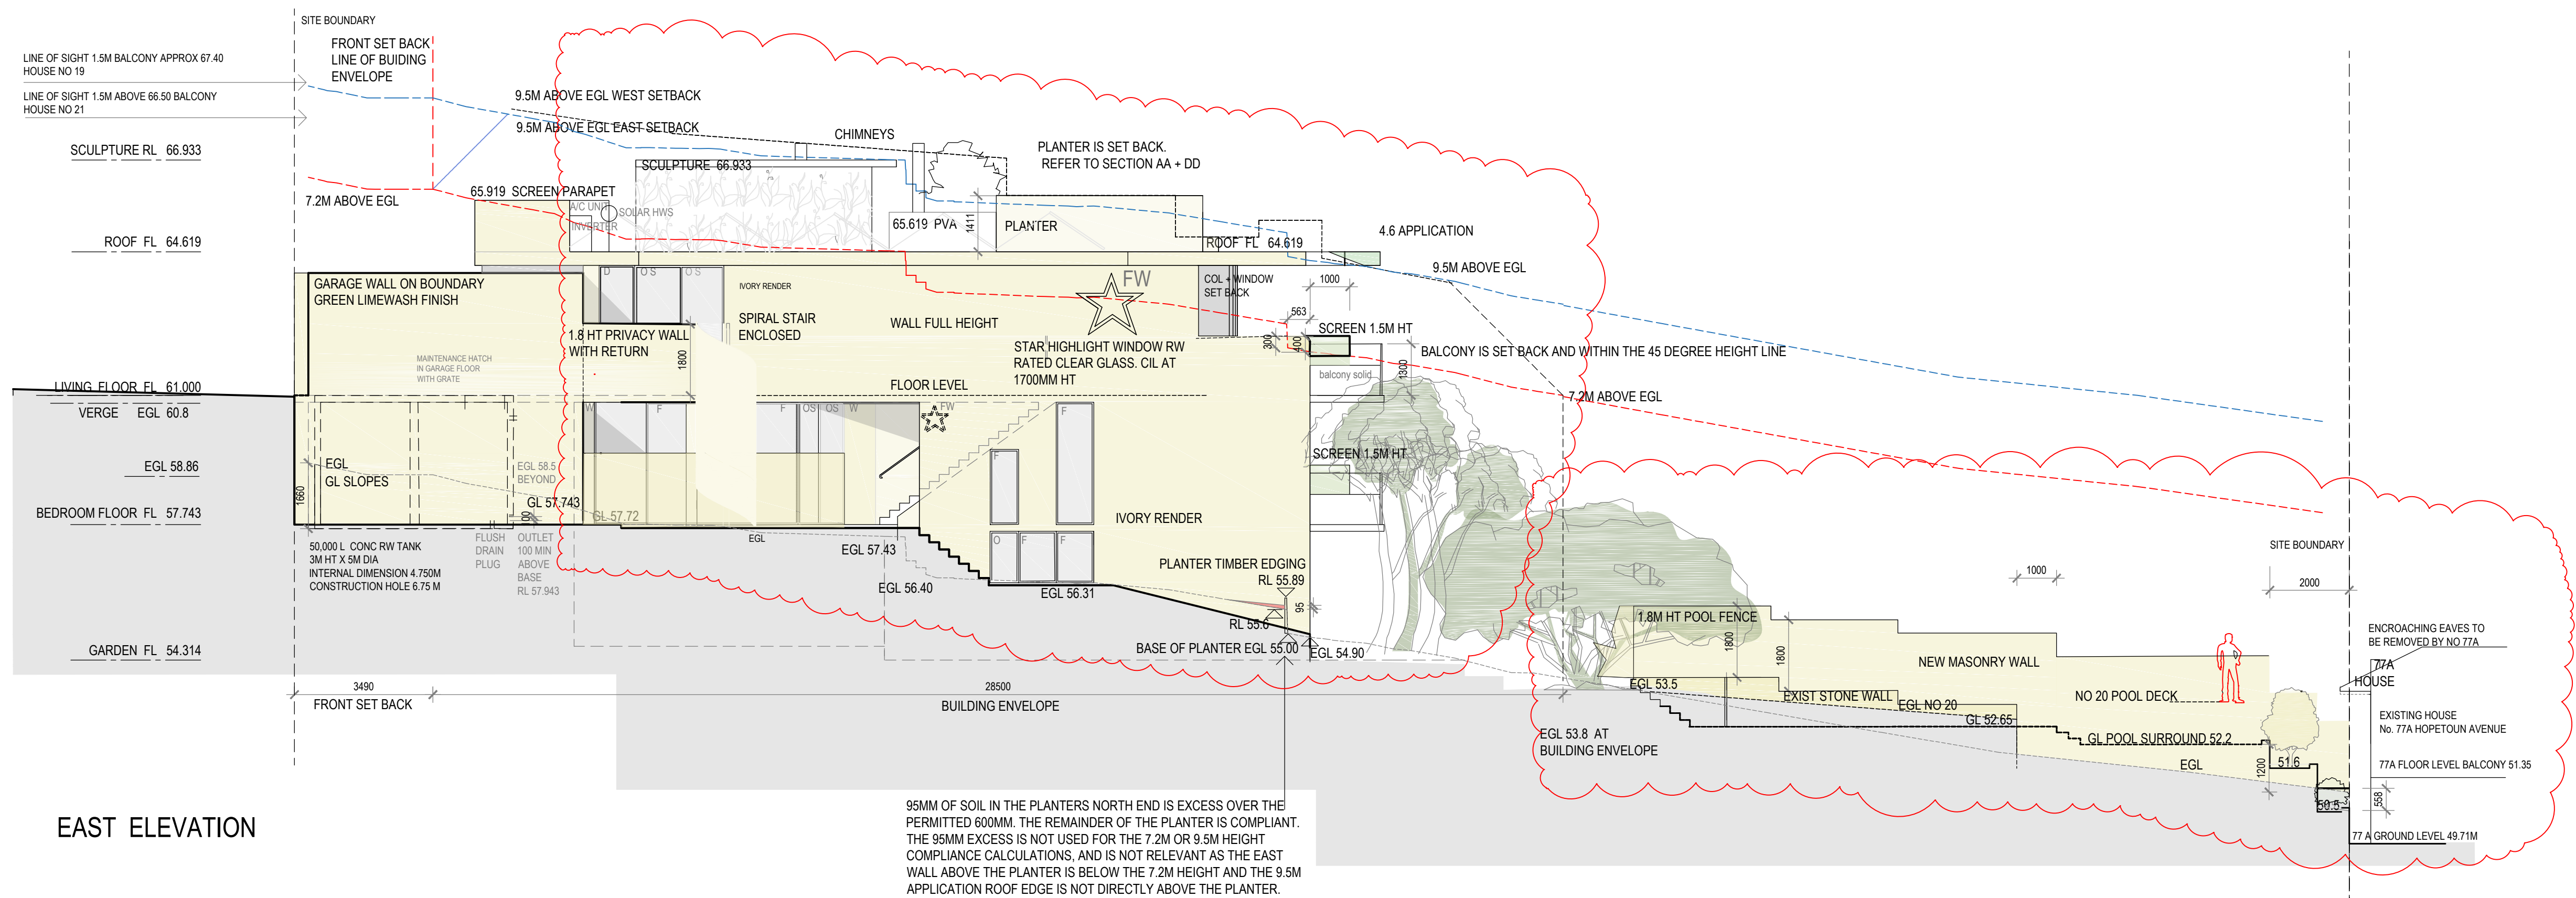 SITE BOUNDARY
FRONT SET BACK
LINE OF BUIDING
ENVELOPE
LINE OF SIGHT 1.5M BALCONY APPROX 67.40
HOUSE NO 19
LINE OF SIGHT 1.5M ABOVE 66.50 BALCONY
HOUSE NO 21
9.5M ABOVE EGL WEST SETBACK
9.5M ABOVE EGL EAST SETBACK
CHIMNEYS
SCULPTURE RL 66.933
SCULPTURE 66.933
PLANTER IS SET BACK.
REFER TO SECTION AA + DD
7.2M ABOVE EGL
65.919 SCREEN PARAPET
A/C UNIT
SOLAR HWS
INVERTER
65.619 PVA
1411
PLANTER
ROOF FL 64.619
ROOF FL 64.619
4.6 APPLICATION
9.5M ABOVE EGL
GARAGE WALL ON BOUNDARY
GREEN LIMEWASH FINISH
D
O S
O S
IVORY RENDER
FW
COL + WINDOW
SET BACK
1000
563
SPIRAL STAIR
ENCLOSED
WALL FULL HEIGHT
1.8 HT PRIVACY WALL
WITH RETURN
1800
SCREEN 1.5M HT
300
400
1300
STAR HIGHLIGHT WINDOW RW
RATED CLEAR GLASS. CIL AT
1700MM HT
BALCONY IS SET BACK AND WITHIN THE 45 DEGREE HEIGHT LINE
balcony solid
MAINTENANCE HATCH
IN GARAGE FLOOR
WITH GRATE
LIVING FLOOR FL 61.000
FLOOR LEVEL
7.2M ABOVE EGL
VERGE EGL 60.8
W
F
F
OS
OS
W
FW
F
EGL 58.86
EGL
GL SLOPES
1660
EGL 58.5
BEYOND
SCREEN 1.5M HT
F
BEDROOM FLOOR FL 57.743
GL 57.743
100
GL 57.72
IVORY RENDER
FLUSH
DRAIN
PLUG
OUTLET
100 MIN
ABOVE
BASE
RL 57.943
EGL
EGL 57.43
O
F
F
50,000 L CONC RW TANK
3M HT X 5M DIA
INTERNAL DIMENSION 4.750M
CONSTRUCTION HOLE 6.75 M
EGL 56.40
EGL 56.31
PLANTER TIMBER EDGING
RL 55.89
95
RL 55.6
BASE OF PLANTER EGL 55.00
EGL 54.90
SITE BOUNDARY
1000
2000
GARDEN FL 54.314
3490
FRONT SET BACK
28500
BUILDING ENVELOPE
1.8M HT POOL FENCE
1800
1800
NEW MASONRY WALL
ENCROACHING EAVES TO
BE REMOVED BY NO 77A
77A
HOUSE
EGL 53.5
EXIST STONE WALL
EGL NO 20
NO 20 POOL DECK
GL 52.65
EXISTING HOUSE
No. 77A HOPETOUN AVENUE
EGL 53.8 AT
BUILDING ENVELOPE
GL POOL SURROUND 52.2
EGL
1200
51.6
77A FLOOR LEVEL BALCONY 51.35
50.5
558
77 A GROUND LEVEL 49.71M
95MM OF SOIL IN THE PLANTERS NORTH END IS EXCESS OVER THE
PERMITTED 600MM. THE REMAINDER OF THE PLANTER IS COMPLIANT.
THE 95MM EXCESS IS NOT USED FOR THE 7.2M OR 9.5M HEIGHT
COMPLIANCE CALCULATIONS, AND IS NOT RELEVANT AS THE EAST
WALL ABOVE THE PLANTER IS BELOW THE 7.2M HEIGHT AND THE 9.5M
APPLICATION ROOF EDGE IS NOT DIRECTLY ABOVE THE PLANTER.
EAST ELEVATION